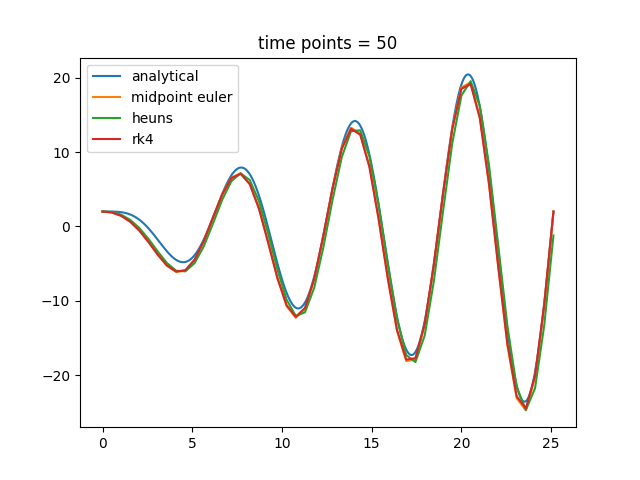 time points = 50
analytical
midpoint euler
heuns
rk4
20
10
0
−10
−20
0
5
10
15
20
25